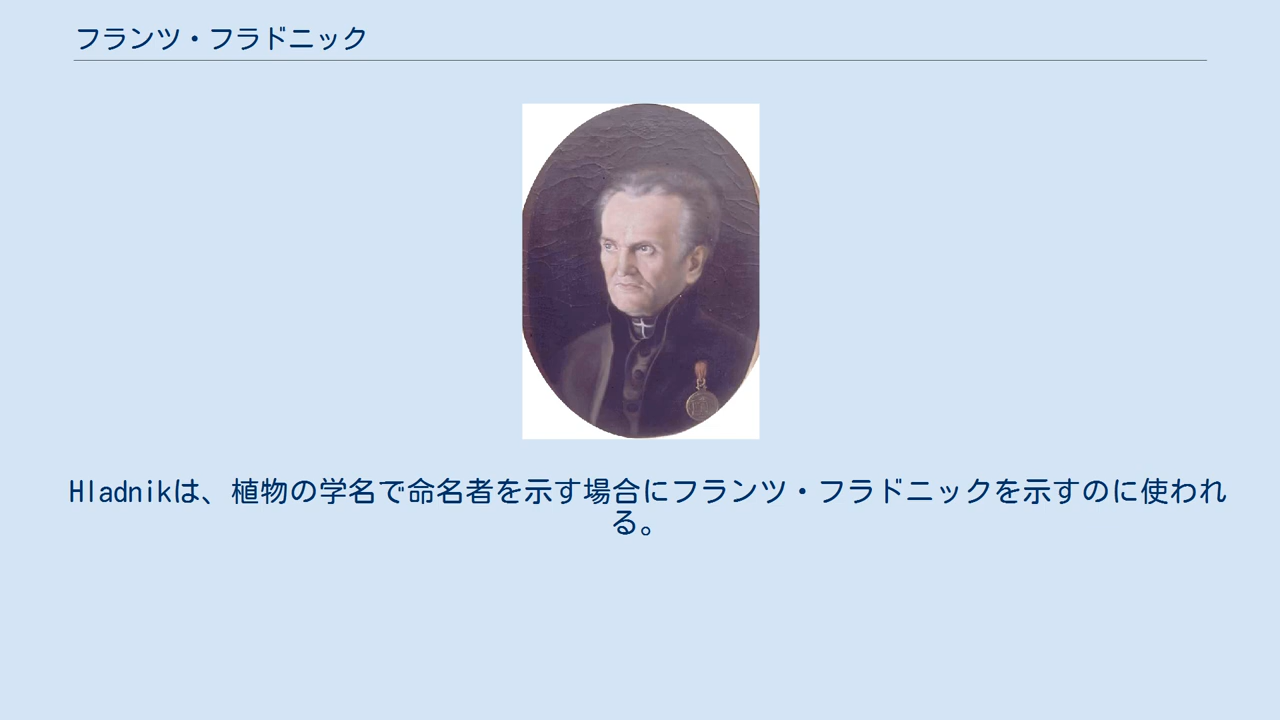 フランツ・フラドニック
Hladnikは、植物の学名で命名者を示す場合にフランツ・フラドニックを示すのに使われ
る。